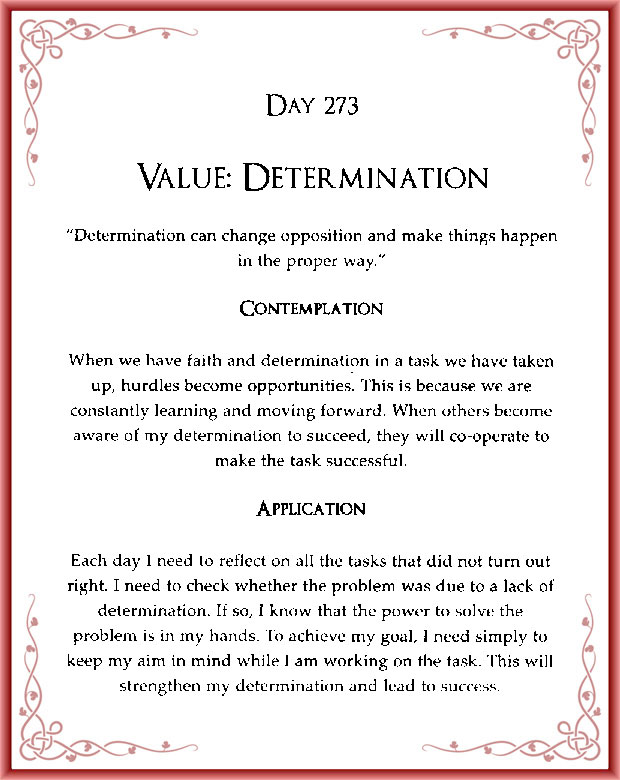 Day 273
Value: Determination
"Determination can change opposition and make things happen
in the proper way."
Contemplation
When we have faith and determination in a task we have taken
up, hurdles become opportunities. This is because we are
constantly learning and moving forward. When others become
aware of my determination to succeed, they will co-operate to
make the task successful.
Application
Each day I need to reflect on all the tasks that did not turn out
right. I need to check whether the problem was due to a lack of
determination. If so, I know that the power to solve the
problem is in my hands. To achieve my goal, I need simply to
keep my aim in mind while I am working on the task. This will
strengthen my determination and lead to success.